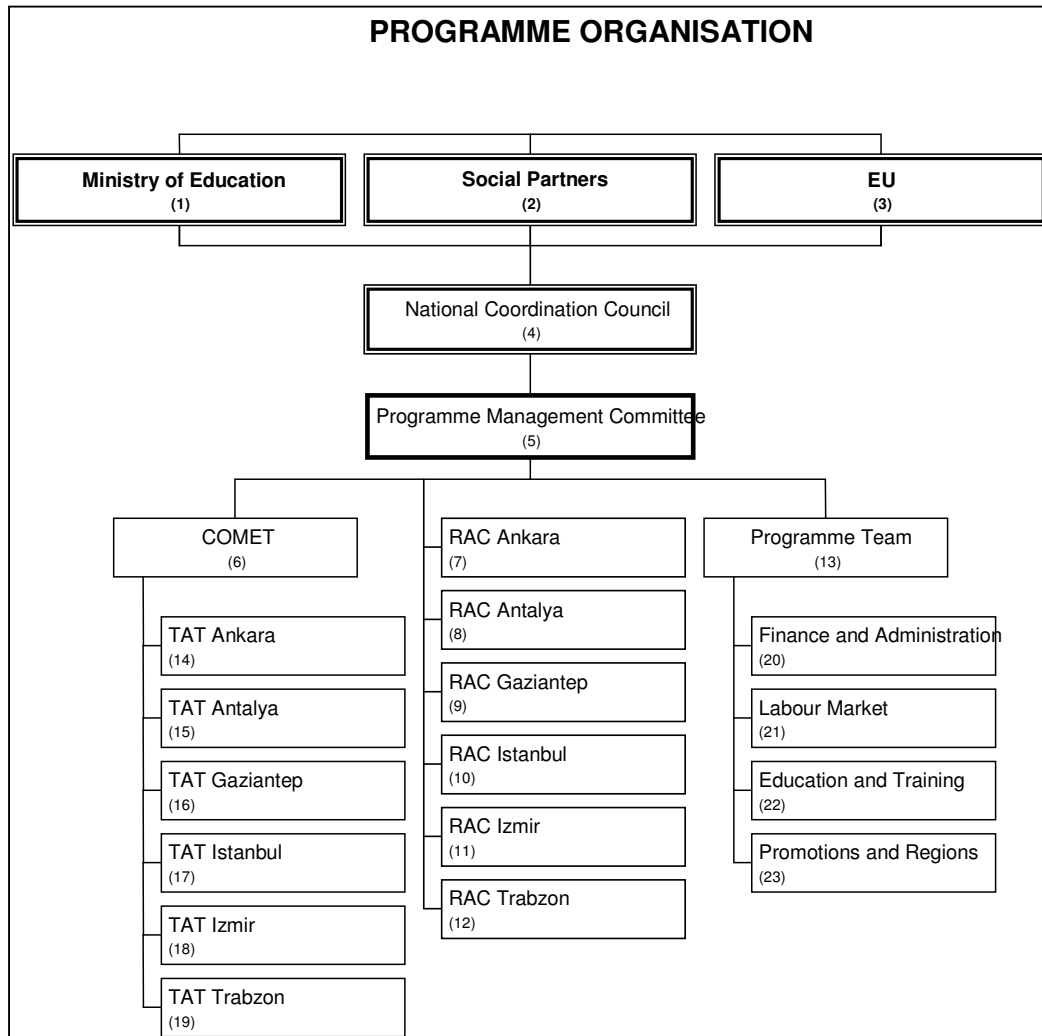 PROGRAMME ORGANISATION
Ministry of Education
(1)
Social Partners
(2)
EU
(3)
National Coordination Council
(4)
Programme Management Committee
(5)
COMET
(6)
TAT Ankara
(14)
TAT Antalya
(15)
TAT Gaziantep
(16)
TAT Istanbul
(17)
TAT Izmir
(18)
TAT Trabzon
(19)
RAC Ankara
(7)
RAC Antalya
(8)
RAC Gaziantep
(9)
RAC Istanbul
(10)
RAC Izmir
(11)
RAC Trabzon
(12)
Programme Team
(13)
Finance and Administration
(20)
Labour Market
(21)
Education and Training
(22)
Promotions and Regions
(23)